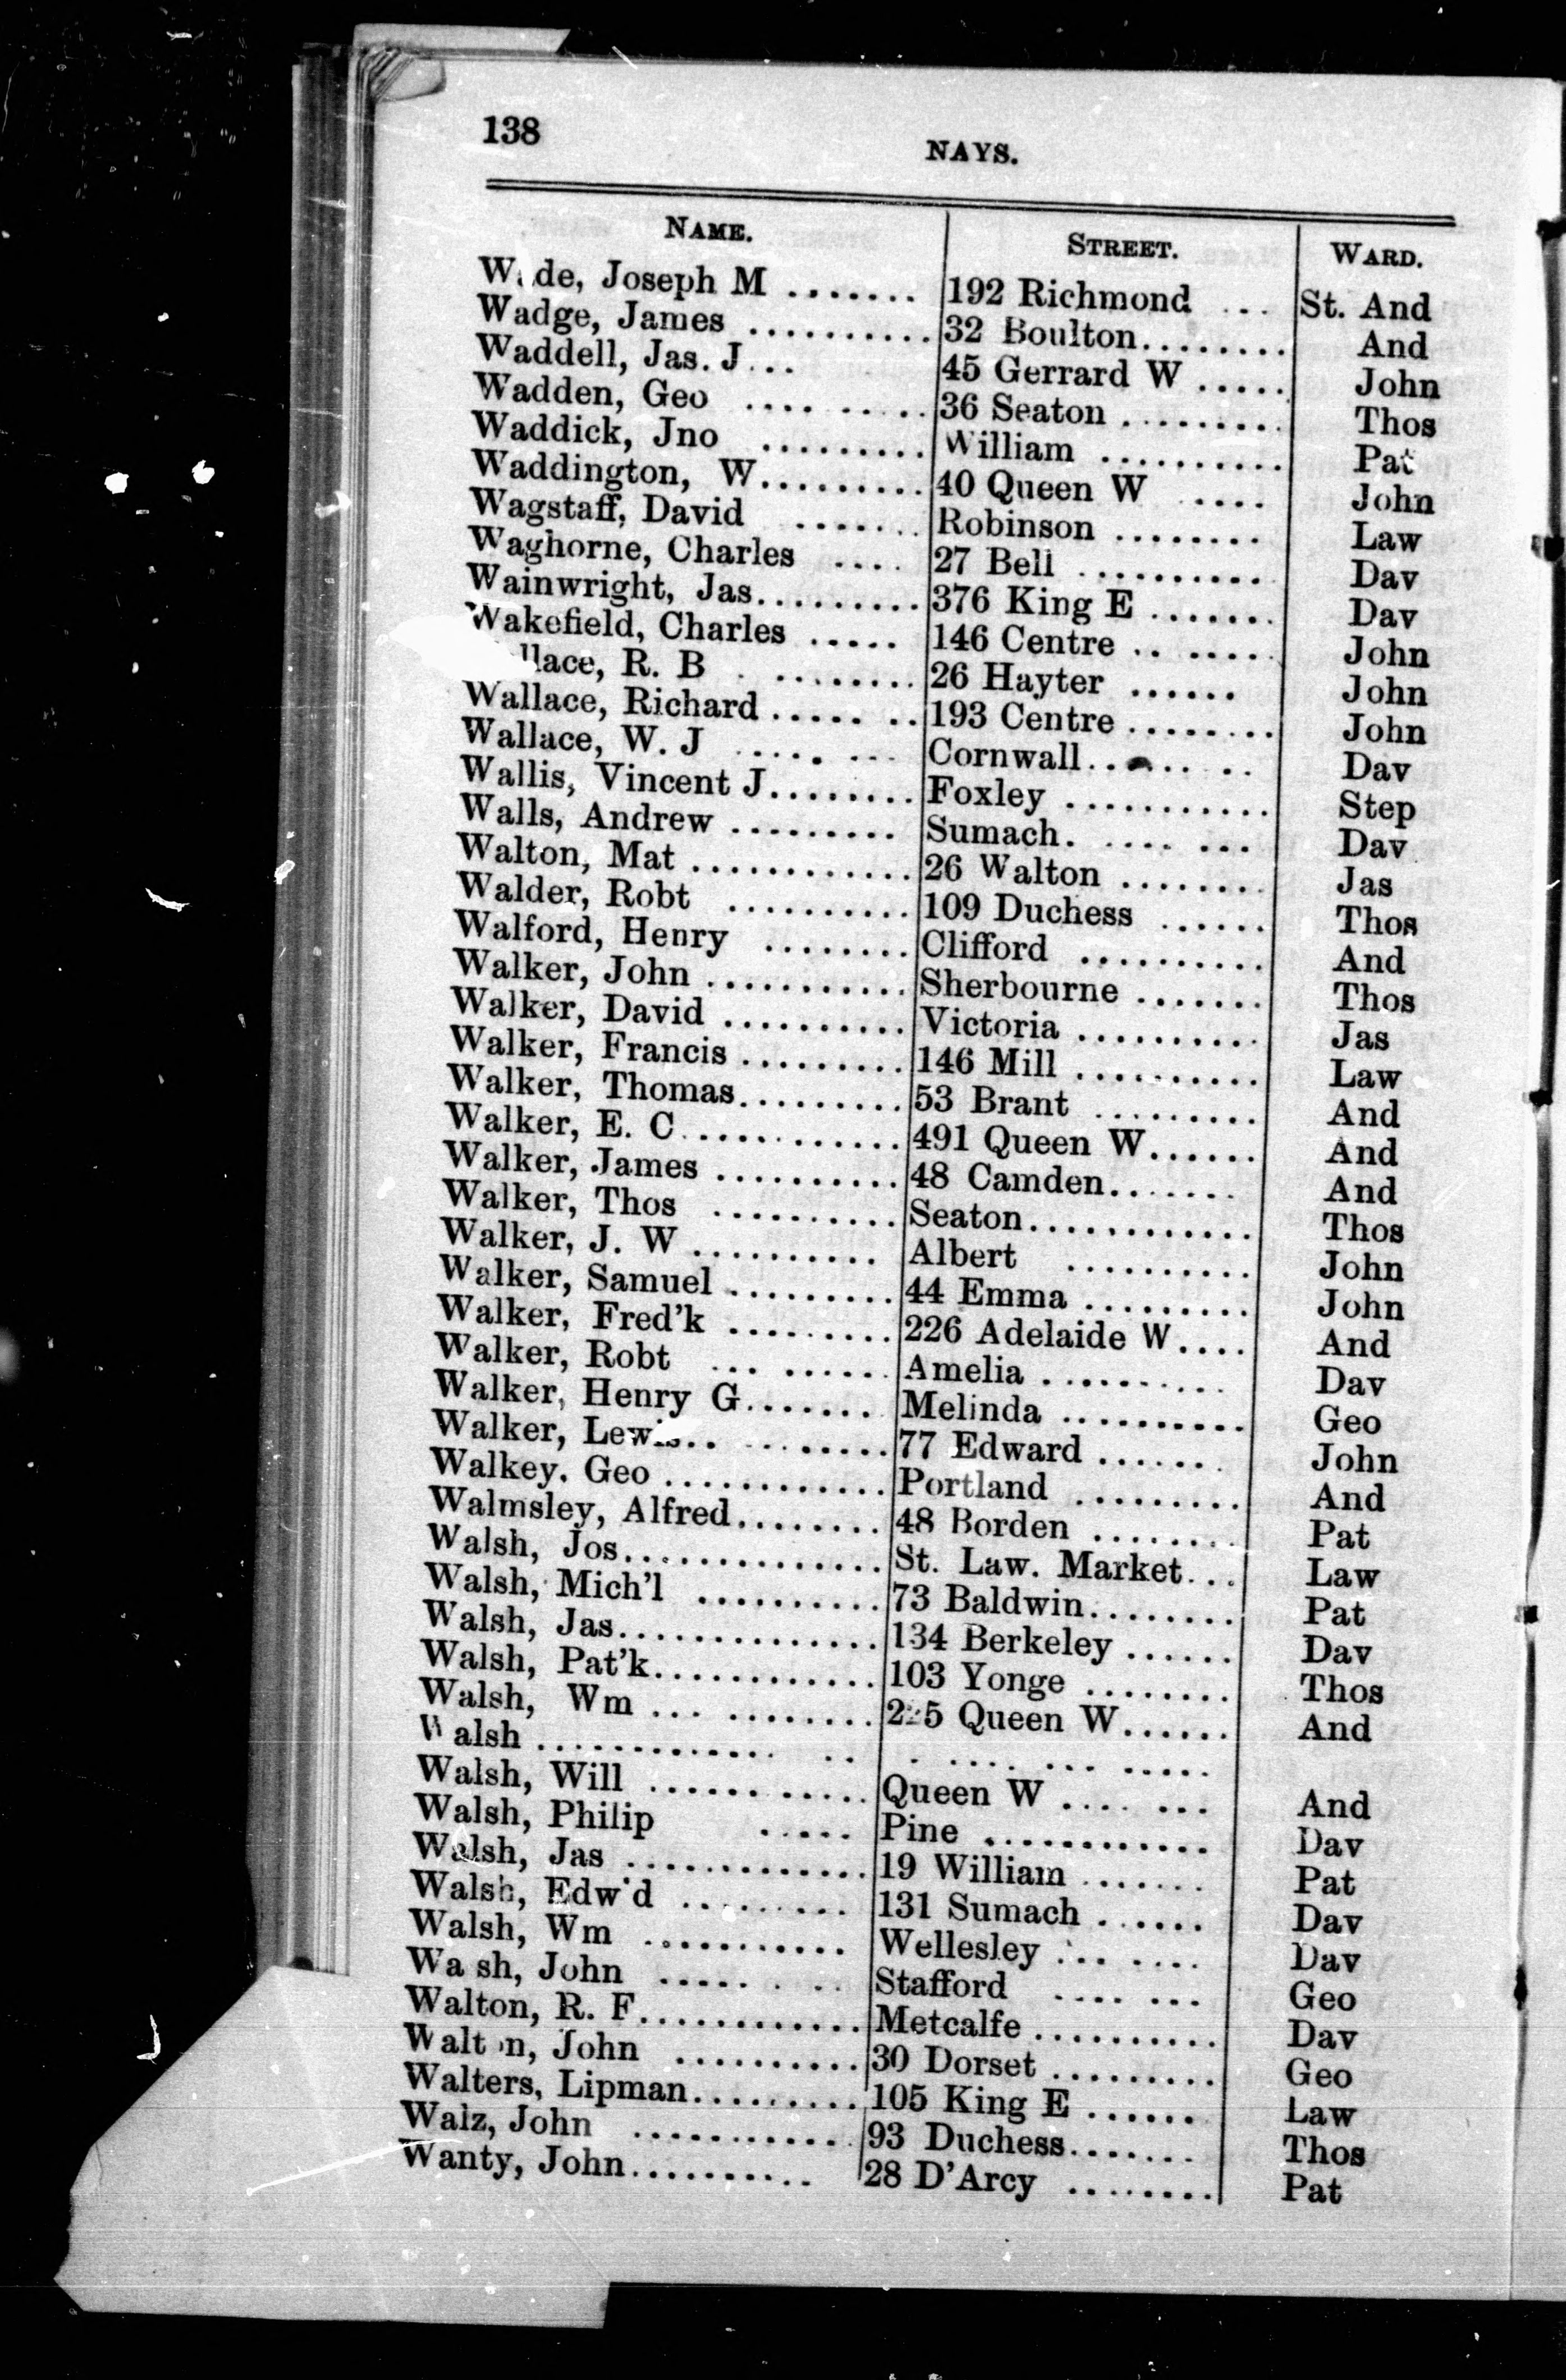 138
NAYS.
NAME. STREET. WARD.
Wade, Joseph M ....... 192 Richmond ... St. And
Wadge, James .......... 32 Boulton........ And
Waddell, Jas. J... 45 Gerrard W ..... John
Wadden, Geo ......... 36 Seaton ......... Thos
Waddick, Jno ......... William .......... Pat
Waddington, W......... 40 Queen W .... John
Wagstaff, David ....... Robinson ........ Law
Waghorne, Charles .... 27 Bell .......... Dav
Wainwright, Jas......... 376 King E ....... Dav
Wakefield, Charles ..... 146 Centre ....... John
llace, R. B ......... 26 Hayter ...... John
Wallace, Richard ....... 193 Centre ........ John
Wallace, W. J ........ Cornwall........ Dav
Wallis, Vincent J........ Foxley ........... Step
Walls, Andrew ......... Sumach. .... ... Dav
Walton, Mat ............ 26 Walton ........ Jas
Walder, Robt .......... 109 Duchess ...... Thos
Walford, Henry ........ Clifford .......... And
Walker, John ........... Sherbourne ....... Thos
Walker, David .......... Victoria .......... Jas
Walker, Francis ......... 146 Mill .......... Law
Walker, Thomas......... 53 Brant ......... And
Walker, E. C............ 491 Queen W...... And
Walker, James .......... 48 Camden....... And
Walker, Thos .......... Seaton............ Thos
Walker, J. W .......... Albert .......... John
Walker, Samuel ......... 44 Emma ......... John
Walker, Fred'k ......... 226 Adelaide W.... And
Walker, Robt ... ...... Amelia .......... Dav
Walker, Henry G....... Melinda .......... Geo
Walker, Lewis.. ........ 77 Edward ....... John
Walkey. Geo ............ Portland ......... And
Walmsley, Alfred........ 48 Borden ........ Pat
Walsh, Jos.............. St. Law. Market... Law
Walsh, Mich'l .......... 73 Baldwin........ Pat
Walsh, Jas.............. 134 Berkeley ...... Dav
Walsh, Pat'k............ 103 Yonge ........ Thos
Walsh, Wm ... ........ Queen W...... And
Walsh ............. .. . .... ... .....
Walsh, Will ........... Queen W .... ... And
Walsh, Philip ..... Pine ............ Dav
Walsh, Jas ............. 19 William ....... Pat
Walsh, Edw'd ......... 131 Sumach ...... Dav
Walsh, Wm ........... Wellesley ... .... Dav
Wa sh, John ..... . .. Stafford .... ... Geo
Walton, R. F............ Metcalfe .......... Dav
Walt n, John .......... 30 Dorset ......... Geo
Walters, Lipman......... 105 King E ...... Law
Walz, John ........... 93 Duchess....... Thos
Wanty, John.......... 28 D'Arcy ........ Pat